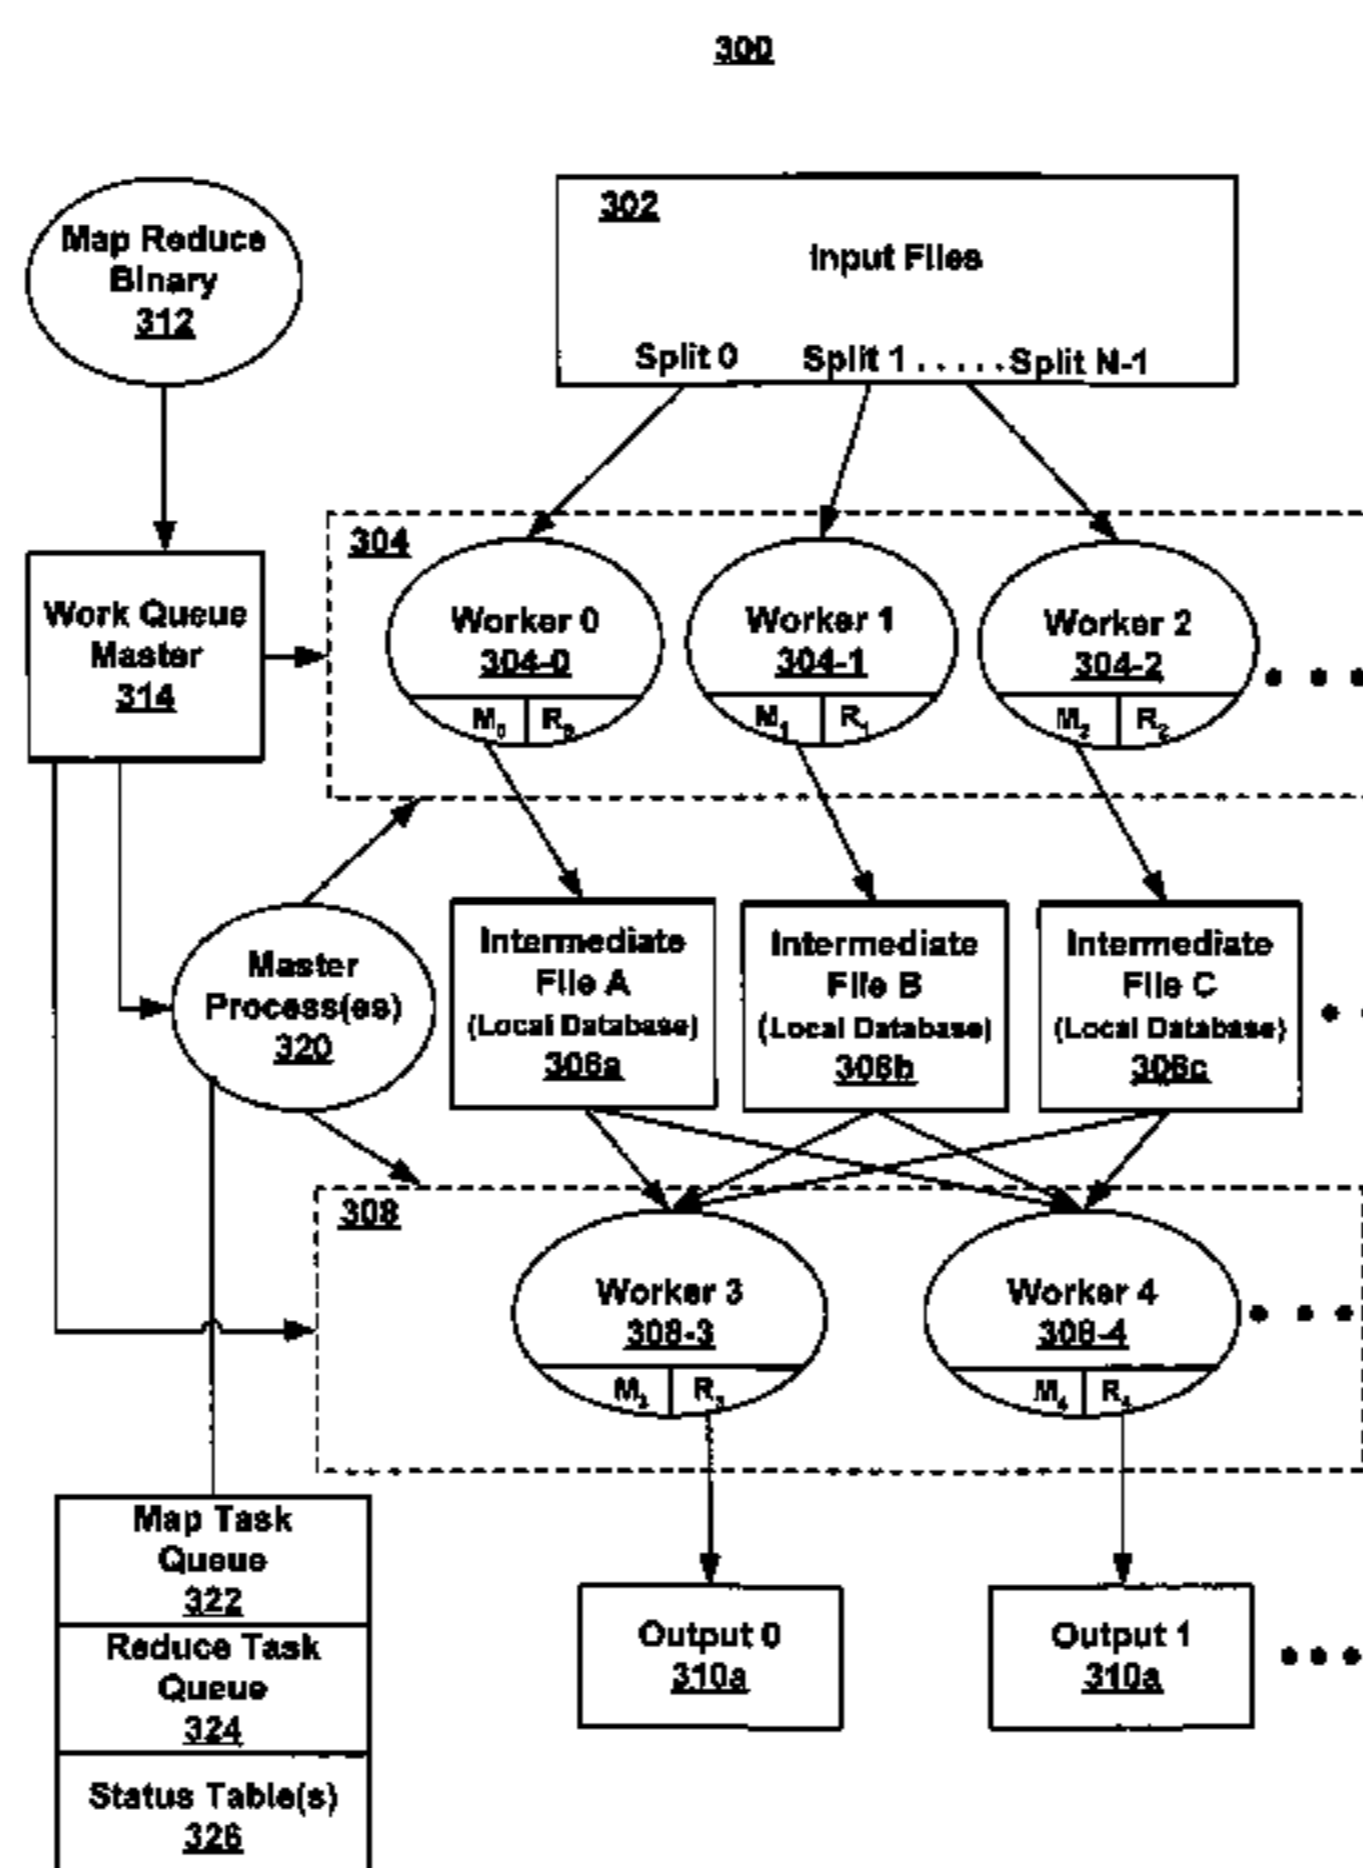 300
Map Reduce
Binary
312
302
Input Files
Split 0 Split 1 ..... Split N-1
Work Queue
Master
314
304
Worker 0
304-0
M0 R0
Worker 1
304-1
M1 R1
Worker 2
304-2
M2 R2
Master
Process(es)
320
Intermediate
File A
(Local Database)
306a
Intermediate
File B
(Local Database)
306b
Intermediate
File C
(Local Database)
306c
308
Worker 3
308-3
M3 R3
Worker 4
308-4
M4 R4
Map Task
Queue
322
Reduce Task
Queue
324
Status Table(s)
326
Output 0
310a
Output 1
310a